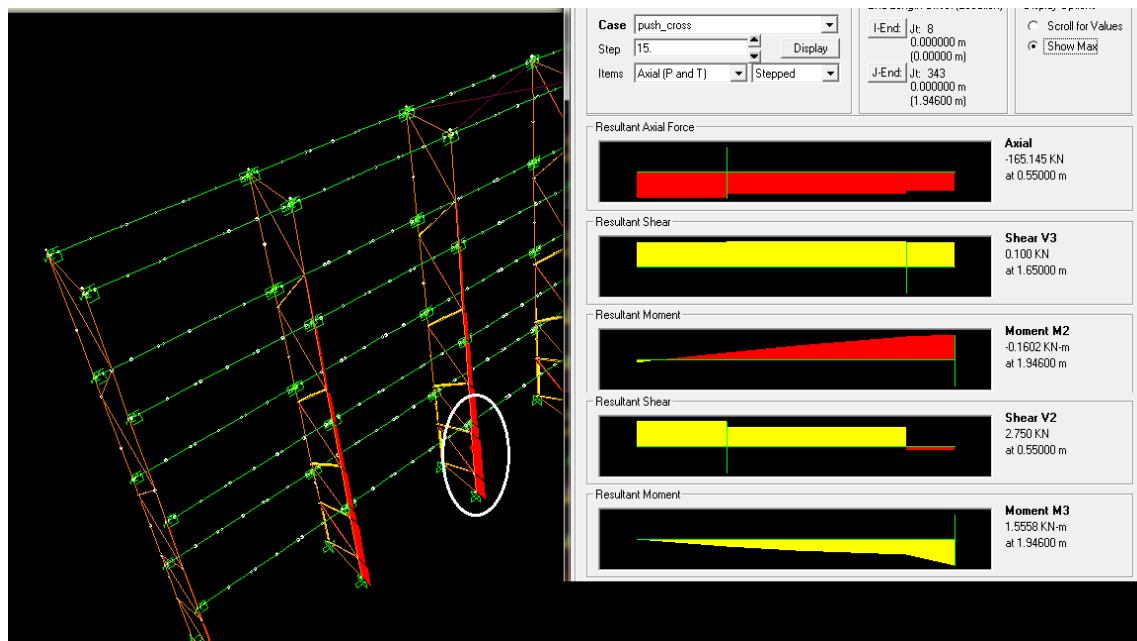 Case push_cross
Step 15. Display
Items Axial (P and T) Stepped
I-End: Jt: 8
0.000000 m
(0.00000 m)
J-End: Jt: 343
0.000000 m
(1.94600 m)
Scroll for Values
Show Max
Resultant Axial Force
Axial
-165.145 KN
at 0.55000 m
Resultant Shear
Shear V3
0.100 KN
at 1.65000 m
Resultant Moment
Moment M2
-0.1602 KN-m
at 1.94600 m
Resultant Shear
Shear V2
2.750 KN
at 0.55000 m
Resultant Moment
Moment M3
1.5558 KN-m
at 1.94600 m